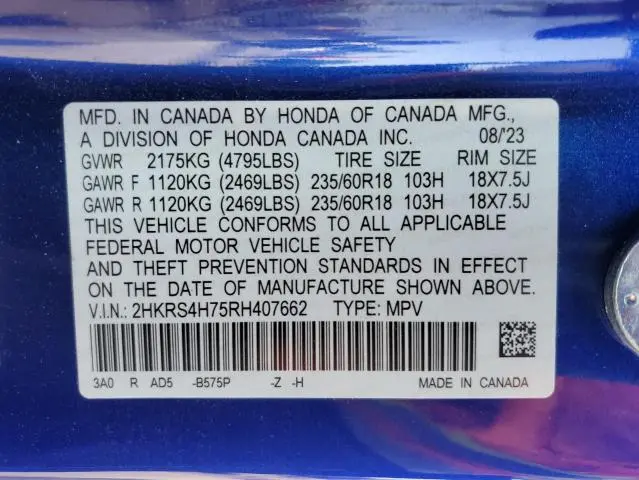 MFD. IN CANADA BY HONDA OF CANADA MFG.,
A DIVISION OF HONDA CANADA INC. 08/'23
GVWR 2175KG (4795LBS) TIRE SIZE RIM SIZE
GAWR F 1120KG (2469LBS) 235/60R18 103H 18X7.5J
GAWR R 1120KG (2469LBS) 235/60R18 103H 18X7.5J
THIS VEHICLE CONFORMS TO ALL APPLICABLE
FEDERAL MOTOR VEHICLE SAFETY
AND THEFT PREVENTION STANDARDS IN EFFECT
ON THE DATE OF MANUFACTURE SHOWN ABOVE.
V.I.N.: 2HKRS4H75RH407662 TYPE: MPV
3A0 R AD5 -B575P -Z -H MADE IN CANADA